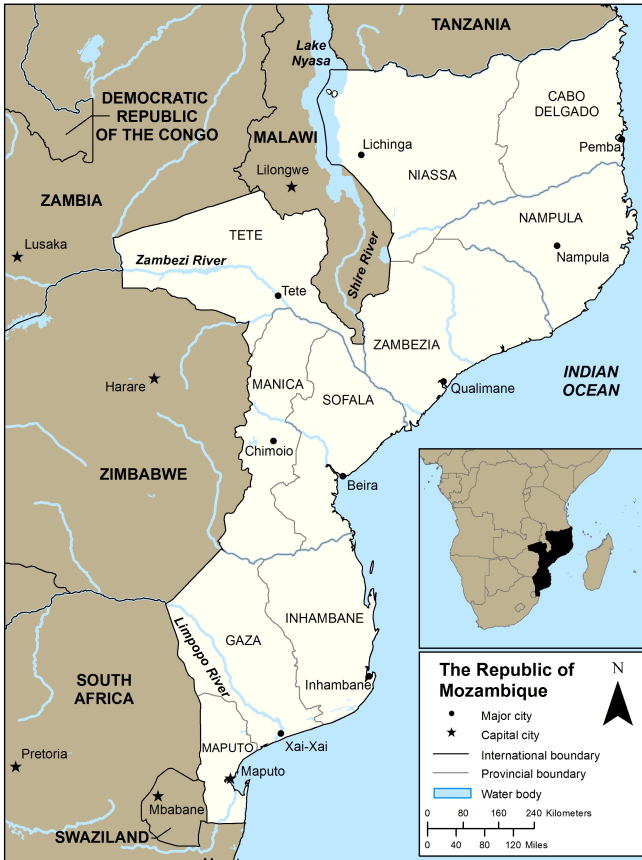 TANZANIA
Lake
Nyasa
DEMOCRATIC
REPUBLIC
OF THE CONGO
CABO
DELGADO
MALAWI
Lichinga
Pemba
Lilongwe
NIASSA
ZAMBIA
NAMPULA
Lusaka
TETE
Nampula
Zambezi River
Shire River
Tete
ZAMBEZIA
Harare
MANICA
SOFALA
Qualimane
INDIAN
OCEAN
Chimoio
ZIMBABWE
Beira
GAZA
INHAMBANE
Limpopo River
SOUTH
AFRICA
Inhambane
MAPUTO
Xai-Xai
Pretoria
Maputo
Mbabane
SWAZILAND
The Republic of
Mozambique
N
Major city
Capital city
International boundary
Provincial boundary
Water body
0 80 160 240 Kilometers
0 40 80 120 Miles